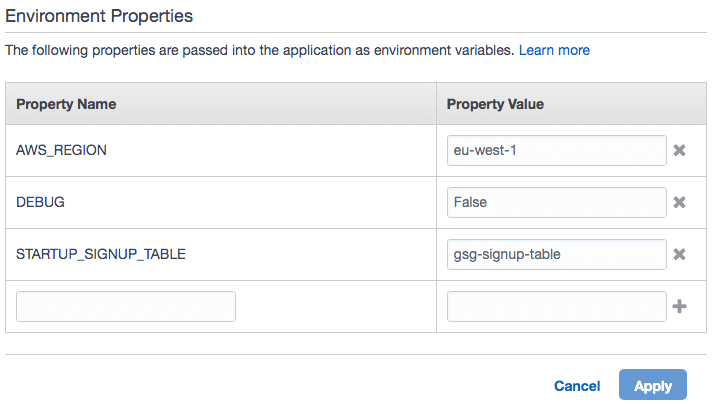 Environment Properties
The following properties are passed into the application as environment variables. Learn more
Property Name Property Value
AWS_REGION eu-west-1
DEBUG False
STARTUP_SIGNUP_TABLE gsg-signup-table
Cancel Apply